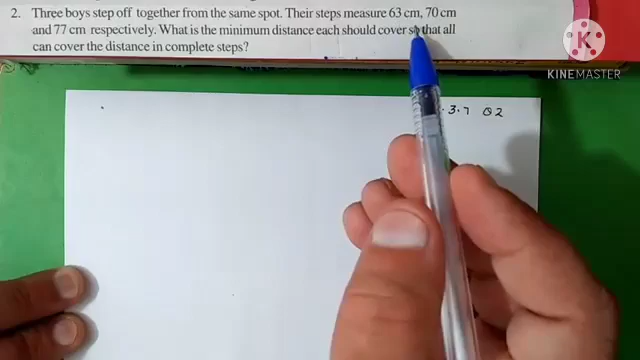 2. Three boys step off together from the same spot. Their steps measure 63 cm, 70 cm
and 77 cm respectively. What is the minimum distance each should cover so that all
can cover the distance in complete steps?
KINEMASTER
.3.7 Q2